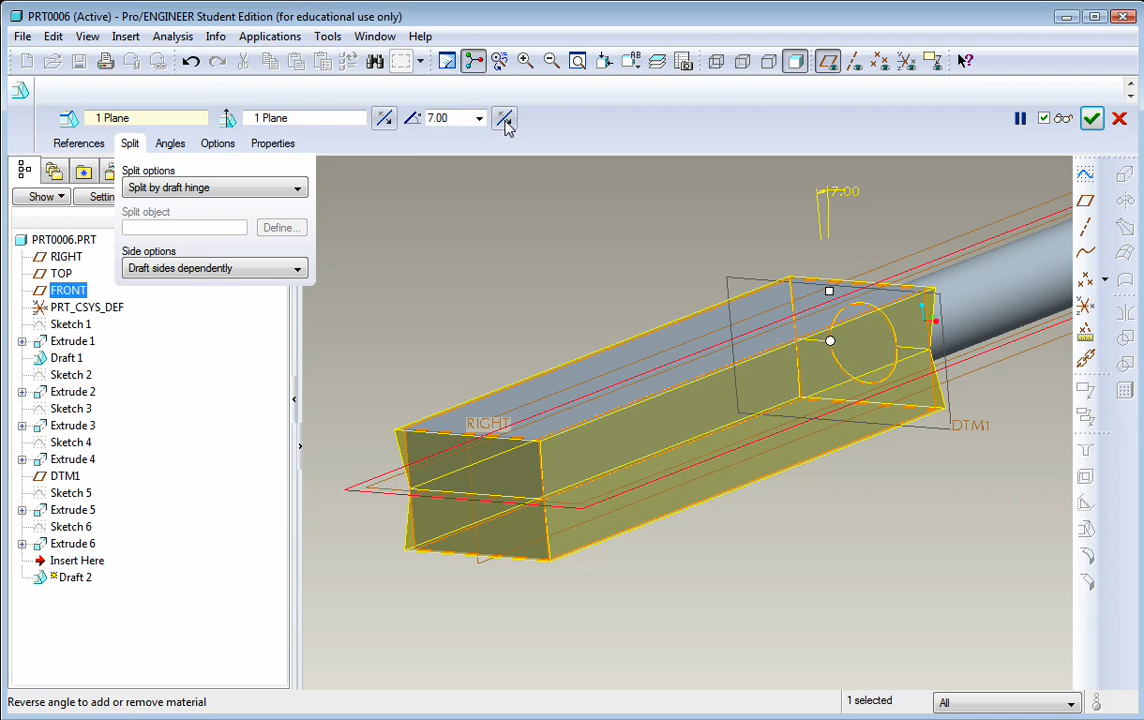 PRT0006 (Active) - Pro/ENGINEER Student Edition (for educational use only)
File Edit View Insert Analysis Info Applications Tools Window Help
1 Plane 1 Plane 7.00
References Split Angles Options Properties
Split options
Split by draft hinge
Split object
Define...
Side options
Draft sides dependently
Show Settin
PRT0006.PRT
RIGHT
TOP
FRONT
PRT_CSYS_DEF
Sketch 1
Extrude 1
Draft 1
Sketch 2
Extrude 2
Sketch 3
Extrude 3
Sketch 4
Extrude 4
DTM1
Sketch 5
Extrude 5
Sketch 6
Extrude 6
Insert Here
Draft 2
7.00
RIGHT
DTM1
Reverse angle to add or remove material
1 selected
All